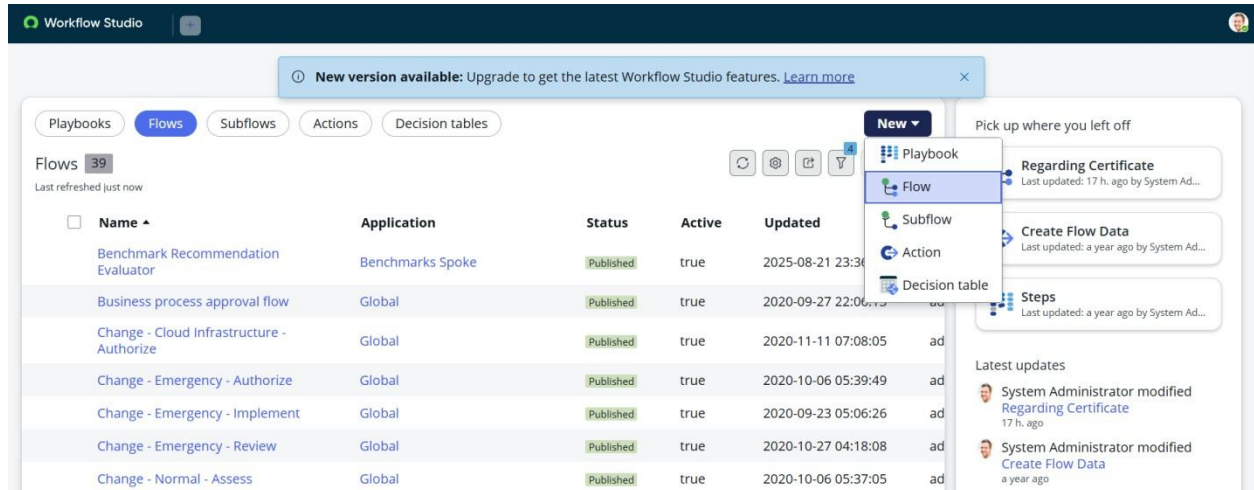 Workflow Studio
New version available: Upgrade to get the latest Workflow Studio features. Learn more
Playbooks Flows Subflows Actions Decision tables New
Flows 39
Last refreshed just now
4
Playbook
Flow
Subflow
Action
Decision table
Name Application Status Active Updated
Benchmark Recommendation
Evaluator
Benchmarks Spoke Published true 2025-08-21 23:36
Business process approval flow Global Published true
Change - Cloud Infrastructure -
Authorize
Global Published true 2020-11-11 07:08:05 ad
Change - Emergency - Authorize Global Published true 2020-10-06 05:39:49 ad
Change - Emergency - Implement Global Published true 2020-09-23 05:06:26 ad
Change - Emergency - Review Global Published true 2020-10-27 04:18:08 ad
Change - Normal - Assess Global Published true 2020-10-06 05:37:05 ad
Pick up where you left off
Regarding Certificate
Last updated: 17 h. ago by System Ad...
Create Flow Data
Last updated: a year ago by System Ad...
Steps
Last updated: a year ago by System Ad...
Latest updates
System Administrator modified
Regarding Certificate
17 h. ago
System Administrator modified
Create Flow Data
a year ago